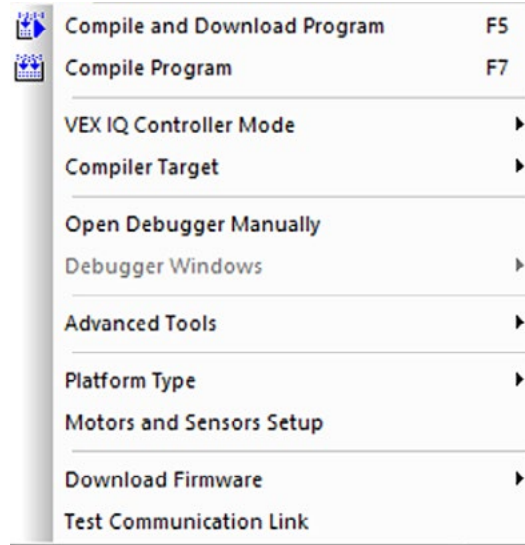 Compile and Download Program F5
Compile Program F7
VEX IQ Controller Mode
Compiler Target
Open Debugger Manually
Debugger Windows
Advanced Tools
Platform Type
Motors and Sensors Setup
Download Firmware
Test Communication Link